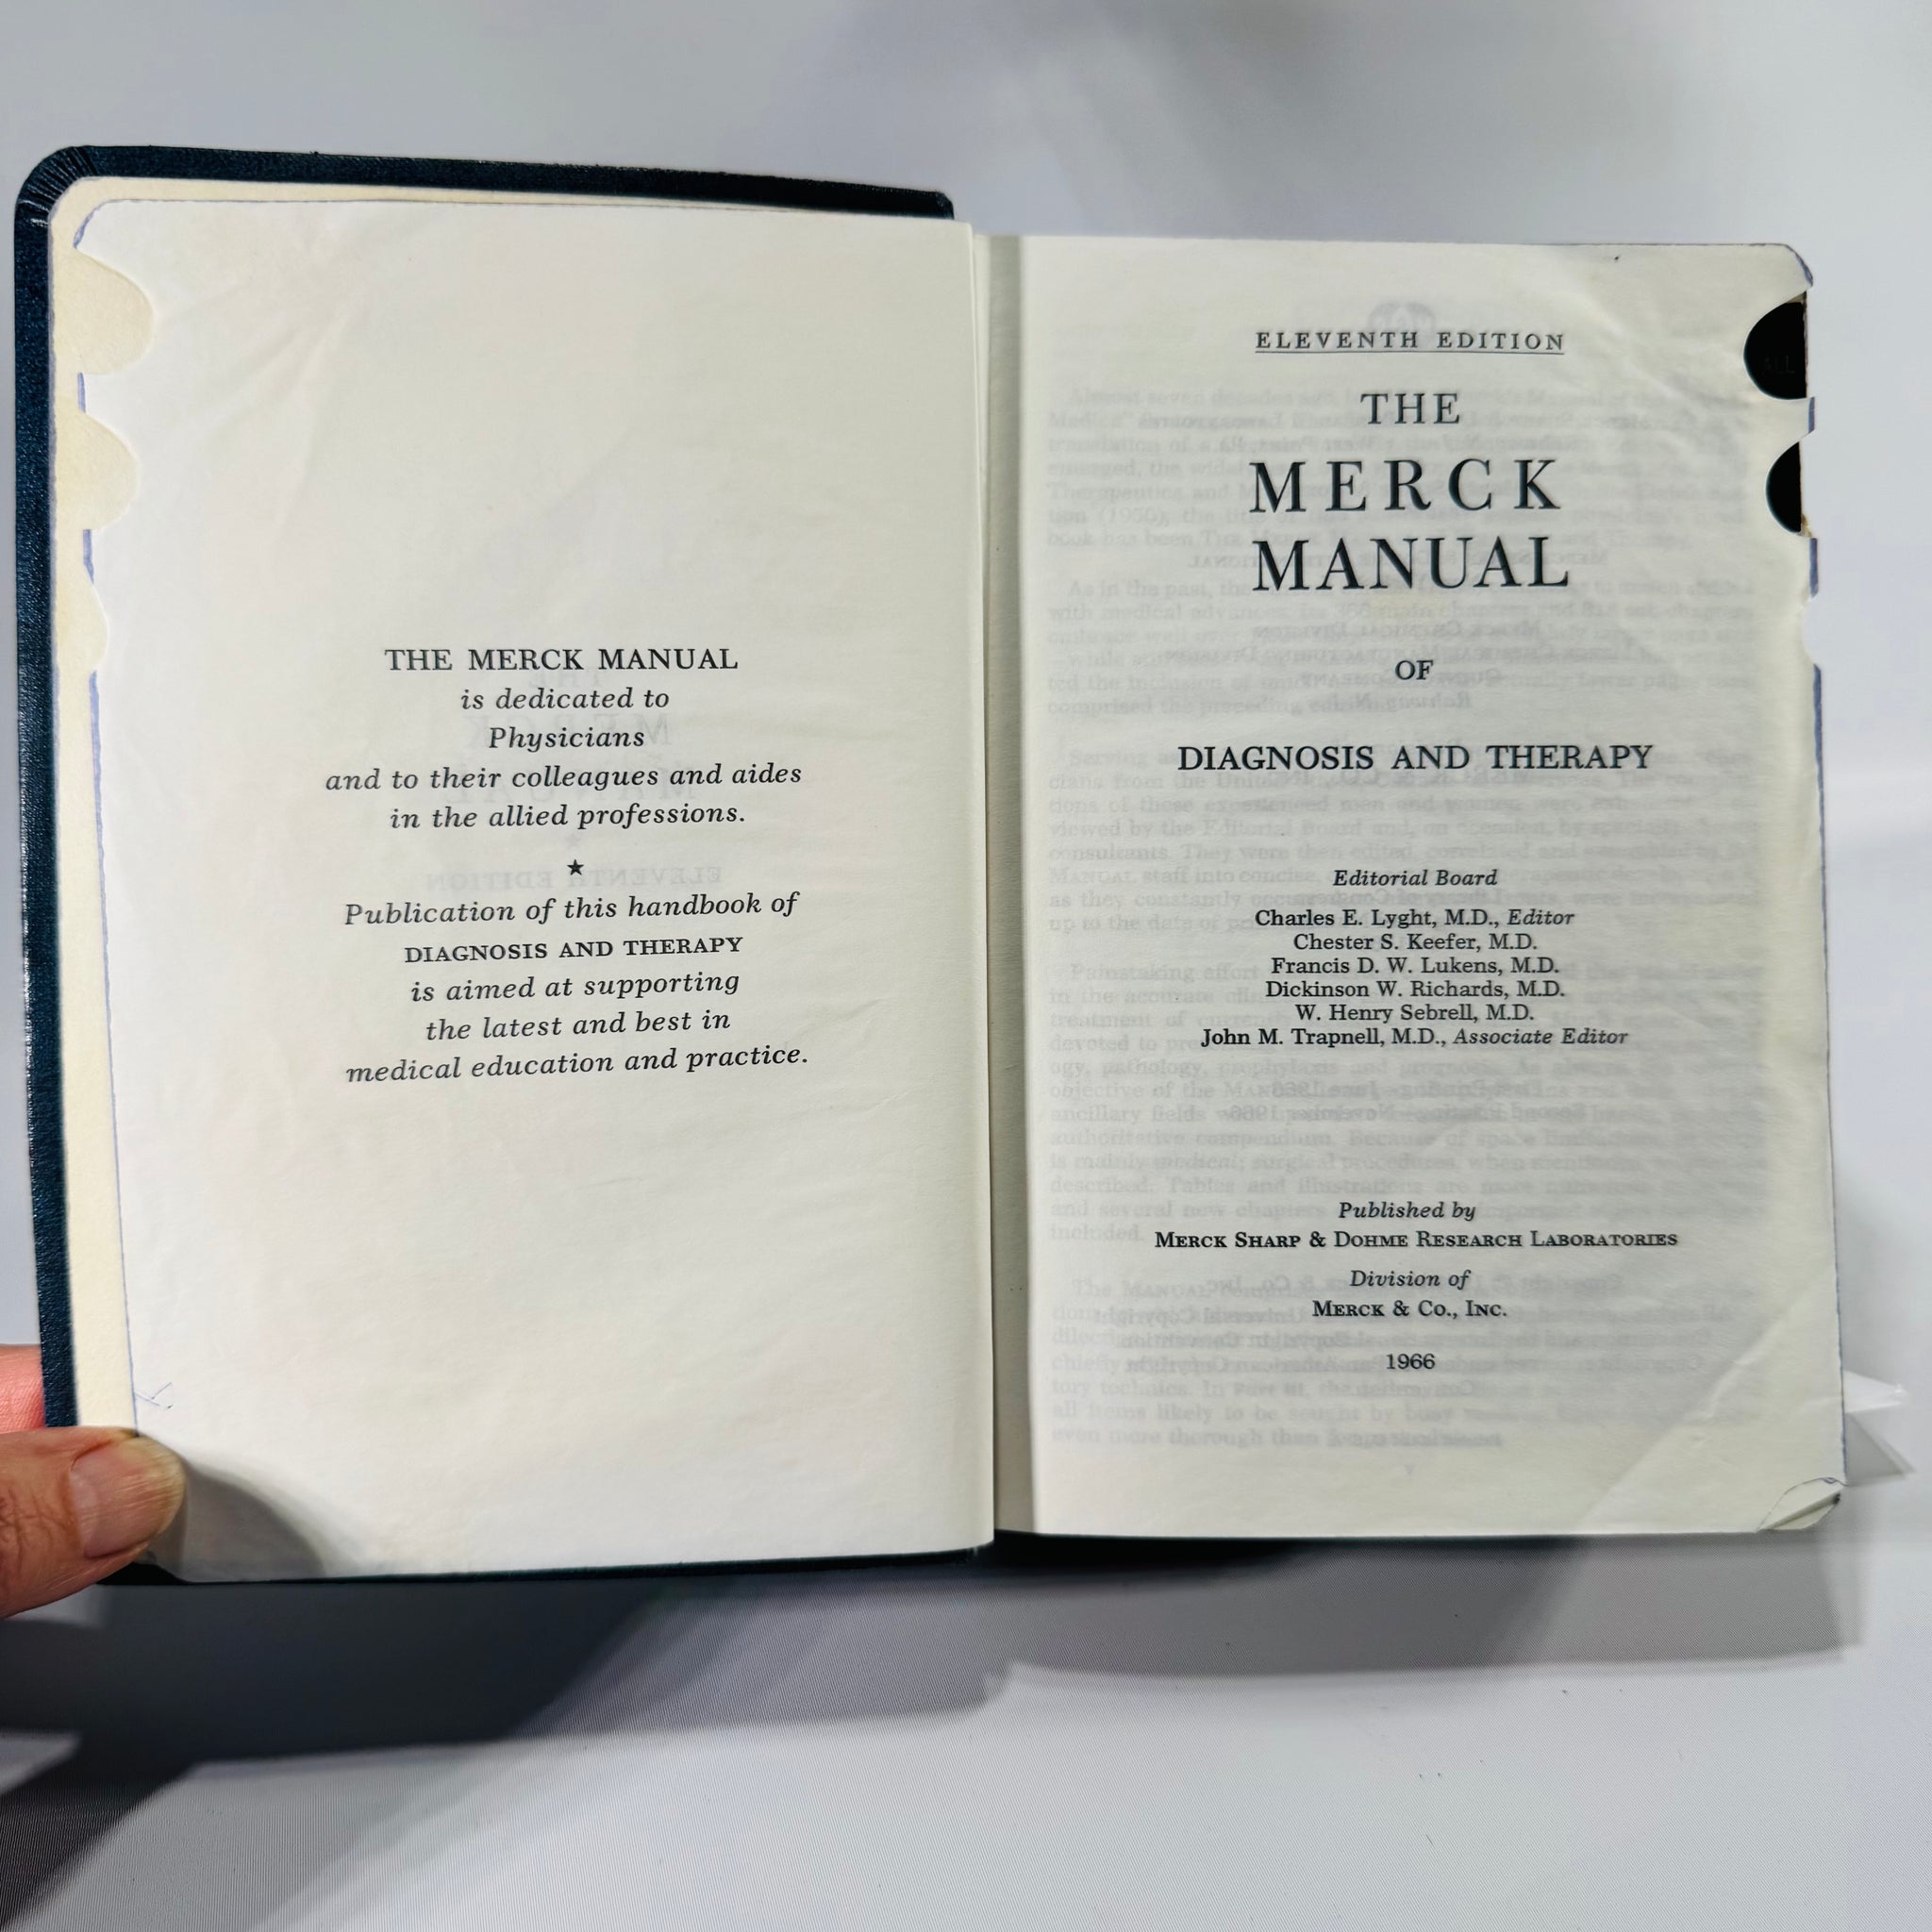 THE MERCK MANUAL
is dedicated to
Physicians
and to their colleagues and aides
in the allied professions.
★
Publication of this handbook of
DIAGNOSIS AND THERAPY
is aimed at supporting
the latest and best in
medical education and practice.
ELEVENTH EDITION
THE
MERCK
MANUAL
OF
DIAGNOSIS AND THERAPY
Editorial Board
Charles E. Lyght, M.D., Editor
Chester S. Keefer, M.D.
Francis D. W. Lukens, M.D.
Dickinson W. Richards, M.D.
W. Henry Sebrell, M.D.
John M. Trapnell, M.D., Associate Editor
Published by
MERCK SHARP & DOHME RESEARCH LABORATORIES
Division of
MERCK & CO., INC.
1966